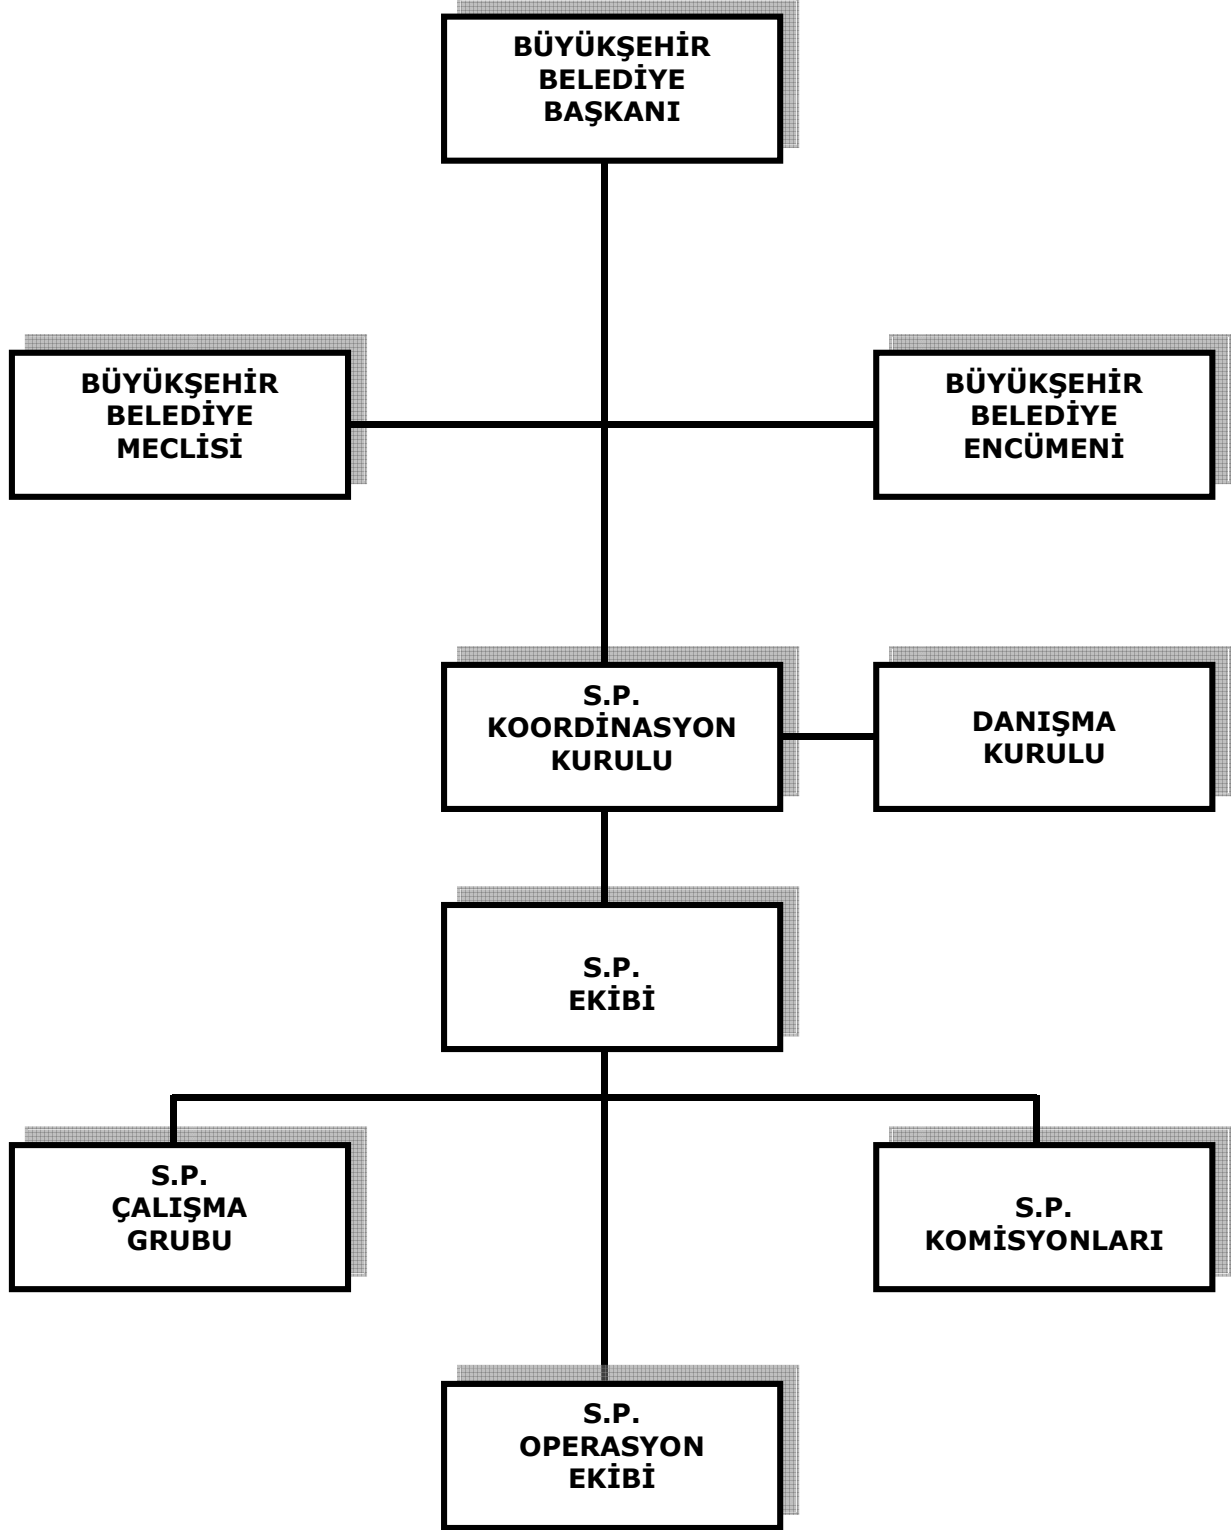 BÜYÜKŞEHİR
BELEDİYE
BAŞKANI
BÜYÜKŞEHİR
BELEDİYE
MECLİSİ
BÜYÜKŞEHİR
BELEDİYE
ENCÜMENİ
S.P.
KOORDİNASYON
KURULU
DANIŞMA
KURULU
S.P.
EKİBİ
S.P.
ÇALIŞMA
GRUBU
S.P.
KOMİSYONLARI
S.P.
OPERASYON
EKİBİ